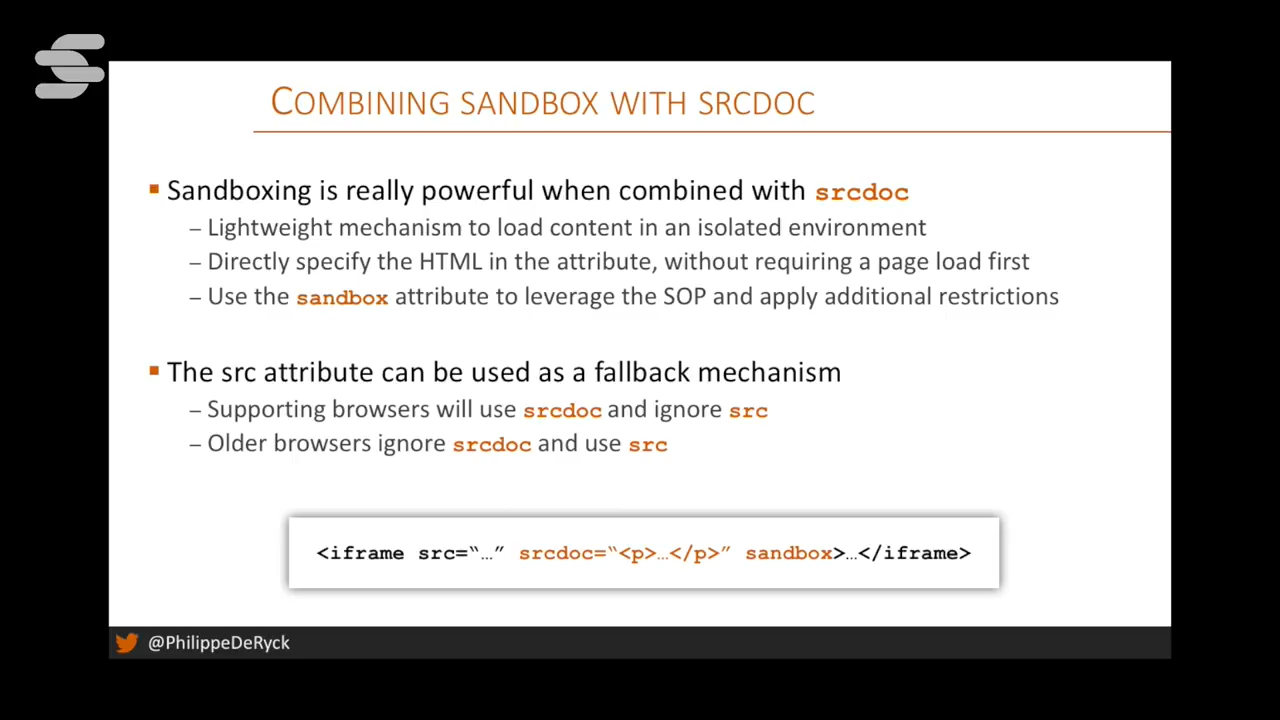 COMBINING SANDBOX WITH SRCDOC
▪ Sandboxing is really powerful when combined with srcdoc
– Lightweight mechanism to load content in an isolated environment
– Directly specify the HTML in the attribute, without requiring a page load first
– Use the sandbox attribute to leverage the SOP and apply additional restrictions
▪ The src attribute can be used as a fallback mechanism
– Supporting browsers will use srcdoc and ignore src
– Older browsers ignore srcdoc and use src
<iframe src=“…” srcdoc=“<p>…</p>” sandbox>…</iframe>
@PhilippeDeRyck